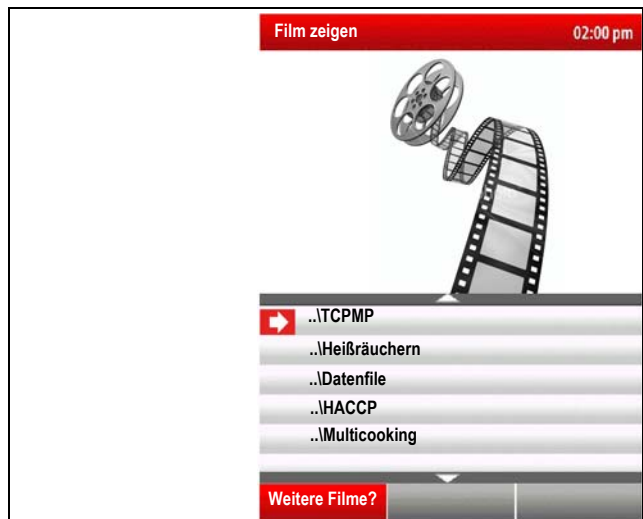 Film zeigen 02:00 pm
..\TCPMP
..\Heißräuchern
..\Datenfile
..\HACCP
..\Multicooking
Weitere Filme?